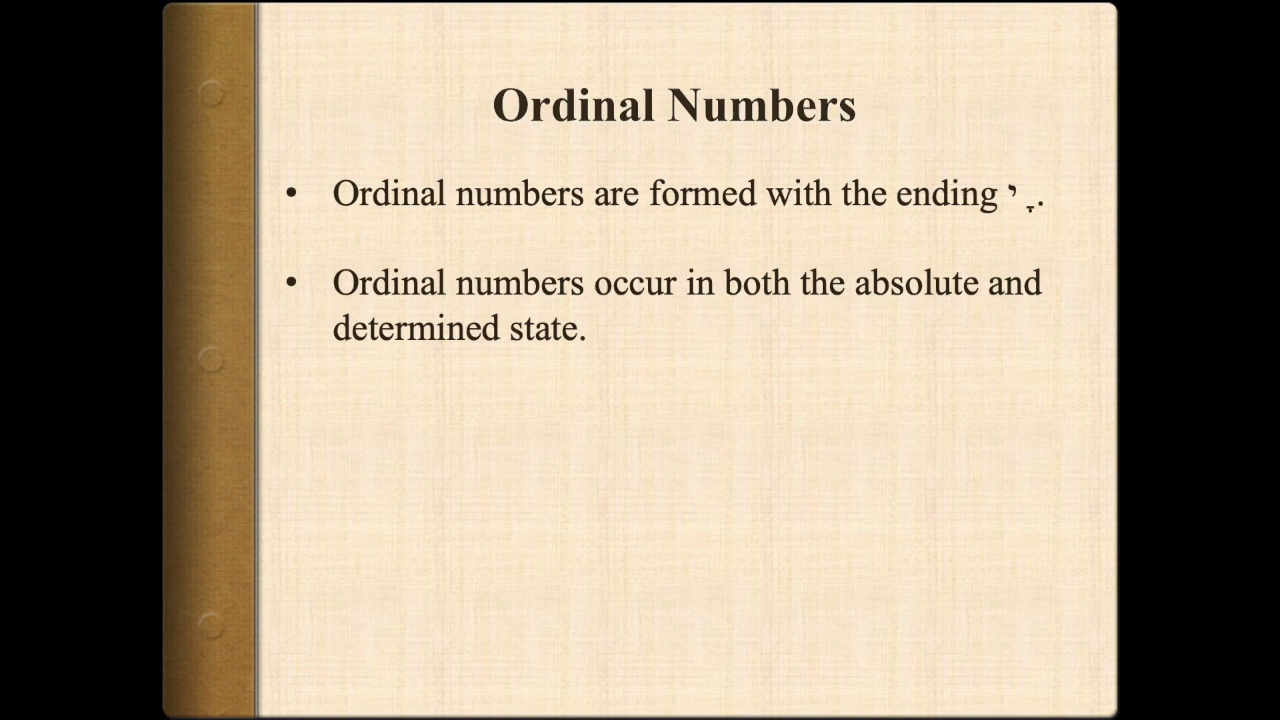 Ordinal Numbers
• Ordinal numbers are formed with the ending ָי.
• Ordinal numbers occur in both the absolute and
determined state.